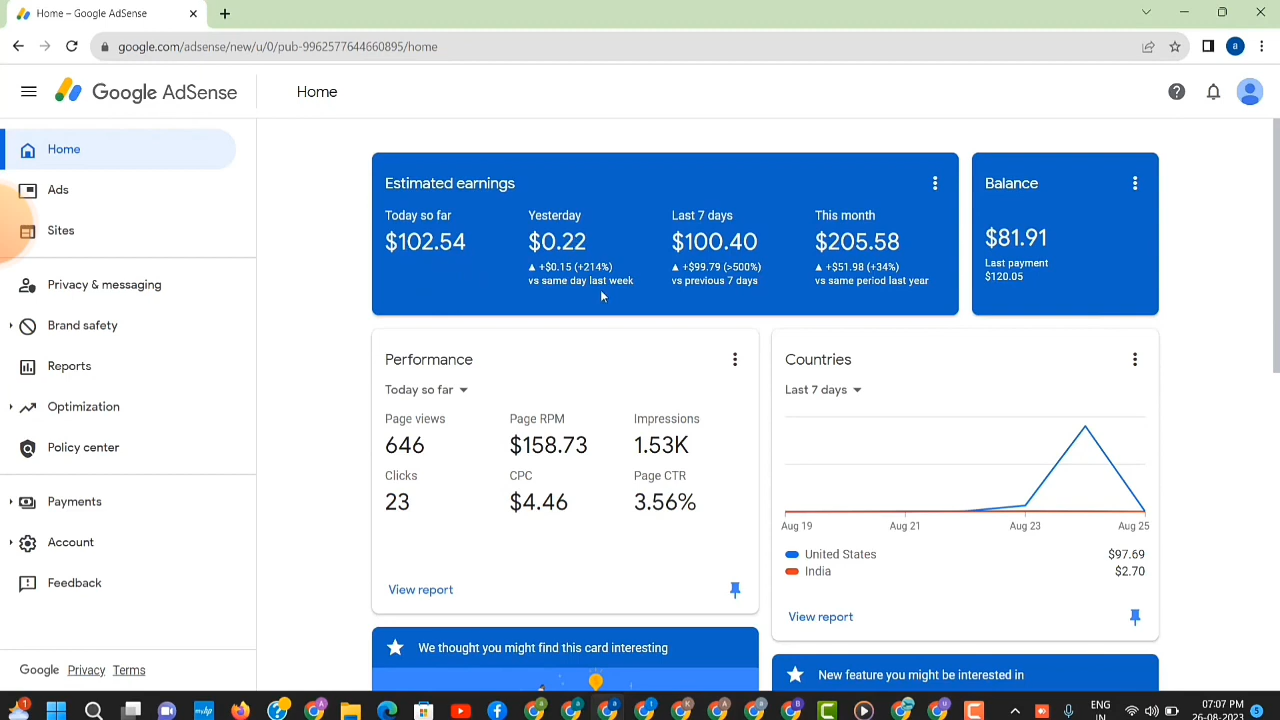 Home – Google AdSense
google.com/adsense/new/u/0/pub-9962577644660895/home
a
Google AdSense
Home
Home
Ads
Sites
Privacy & messaging
Brand safety
Reports
Optimization
Policy center
Payments
Account
Feedback
Google Privacy Terms
Estimated earnings
Today so far
$102.54
Yesterday
$0.22
▲ +$0.15 (+214%)
vs same day last week
Last 7 days
$100.40
▲ +$99.79 (>500%)
vs previous 7 days
This month
$205.58
▲ +$51.98 (+34%)
vs same period last year
Balance
$81.91
Last payment
$120.05
Performance
Today so far
Page views
646
Page RPM
$158.73
Impressions
1.53K
Clicks
23
CPC
$4.46
Page CTR
3.56%
View report
Countries
Last 7 days
Aug 19 Aug 21 Aug 23 Aug 25
United States $97.69
India $2.70
View report
We thought you might find this card interesting
New feature you might be interested in
ENG
IN
07:07 PM
26-08-2023